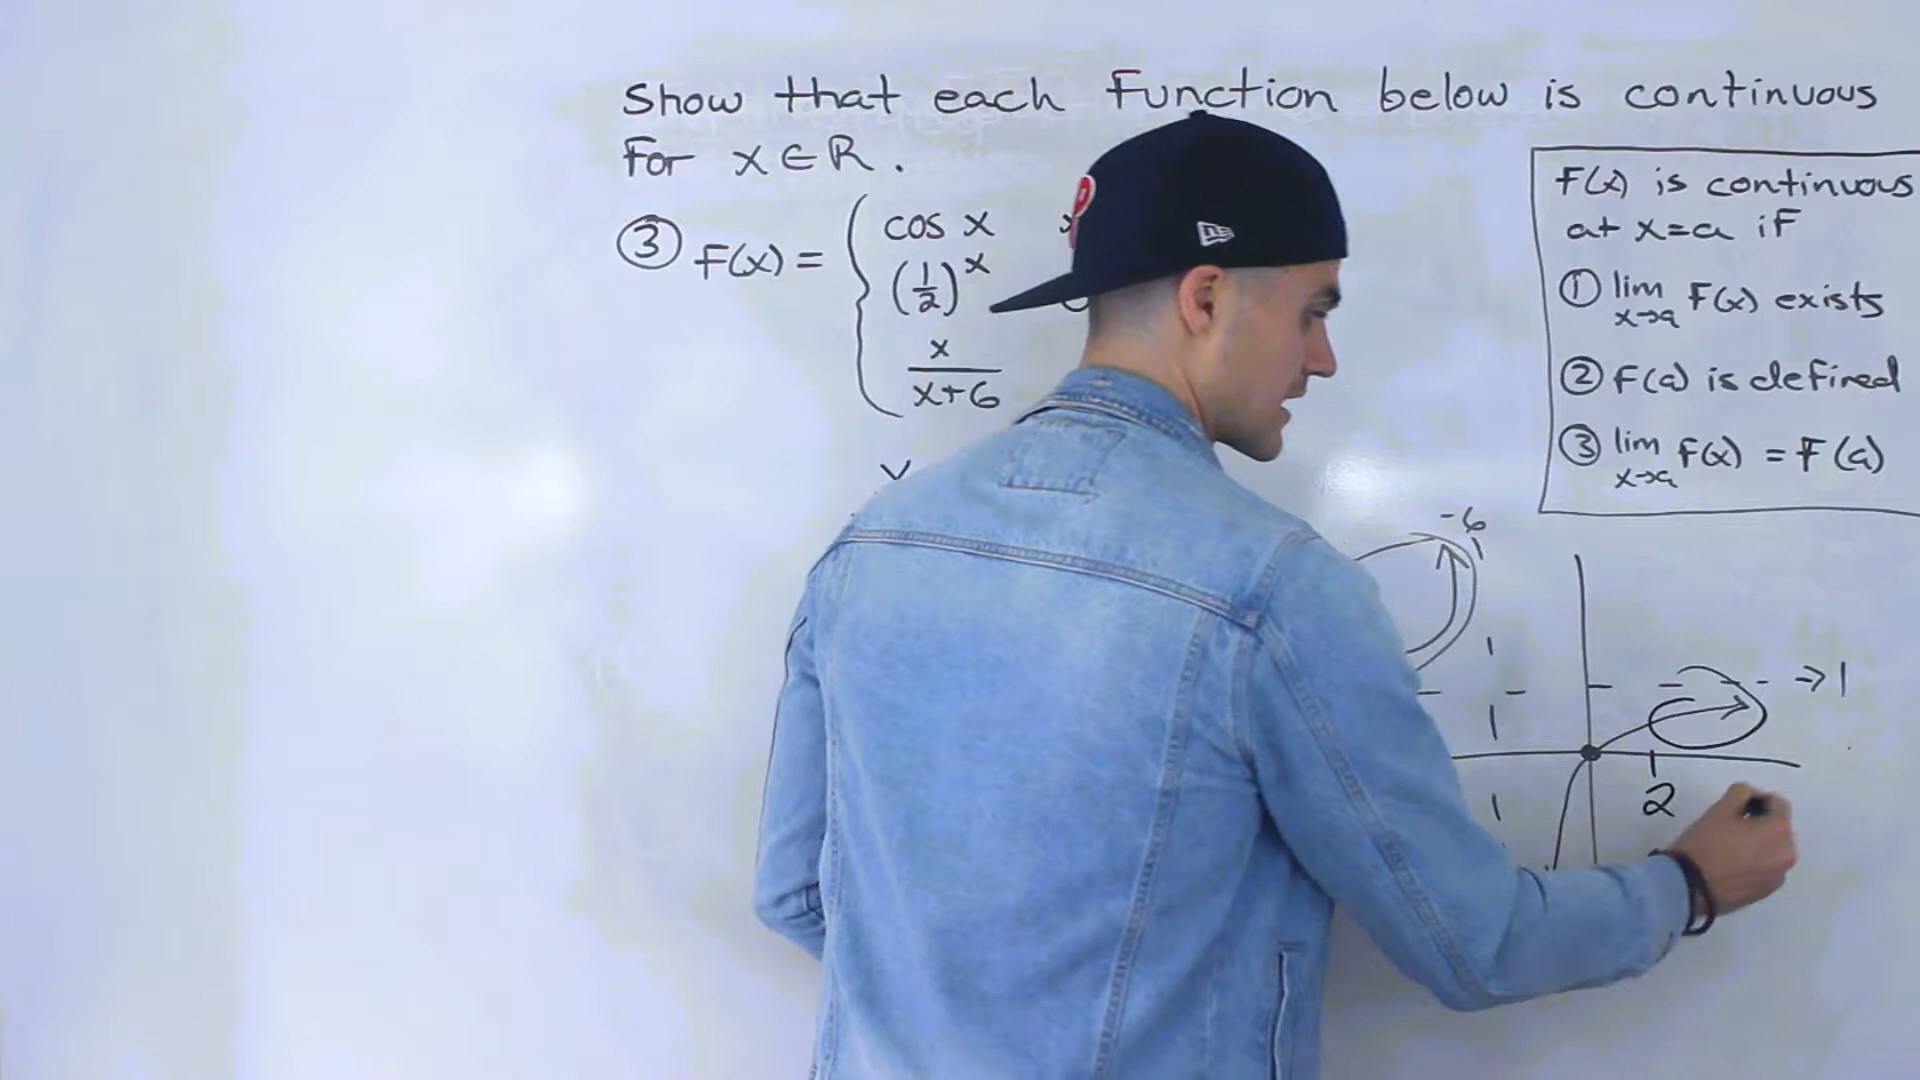 Show that each function below is continuous
for x ∈ R.
③ F(x) = { cos x
(1/2)^x
x/(x+6)
F(x) is continuous
at x=a if
① lim x→a F(x) exists
② F(a) is defined
③ lim x→a F(x) = F(a)
-6
→1
2